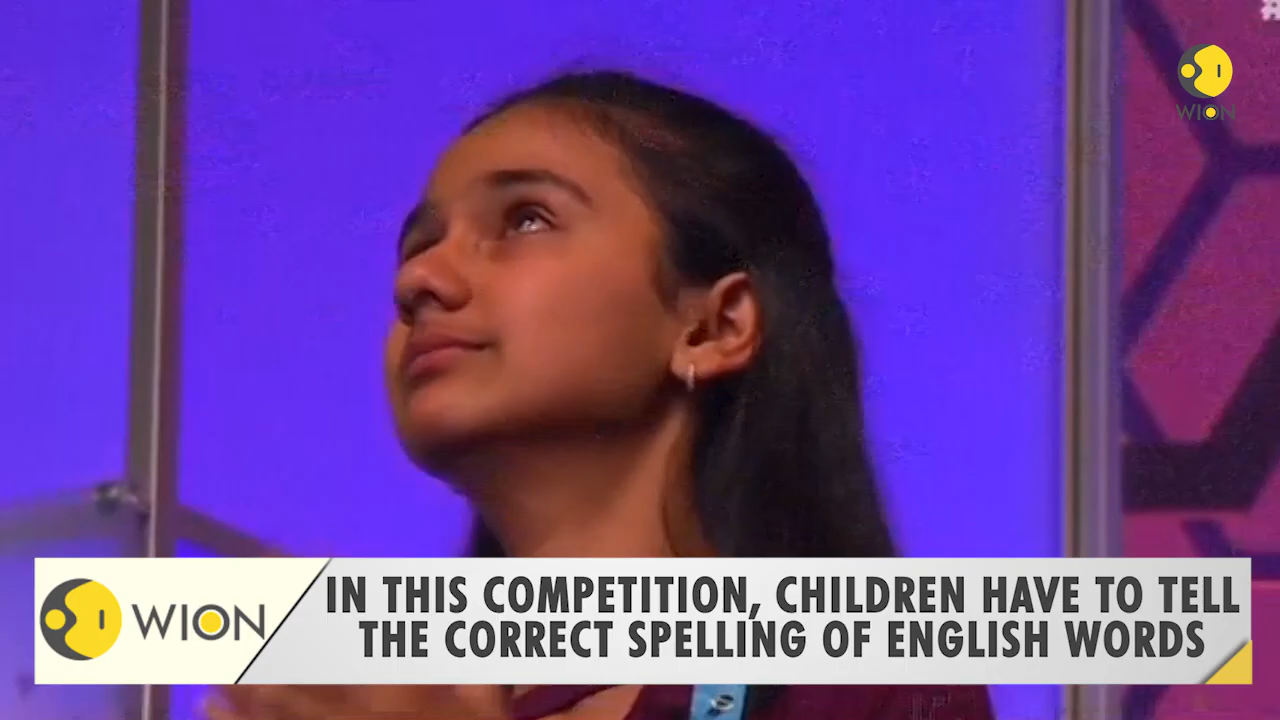 #
WION
WION
IN THIS COMPETITION, CHILDREN HAVE TO TELL
THE CORRECT SPELLING OF ENGLISH WORDS